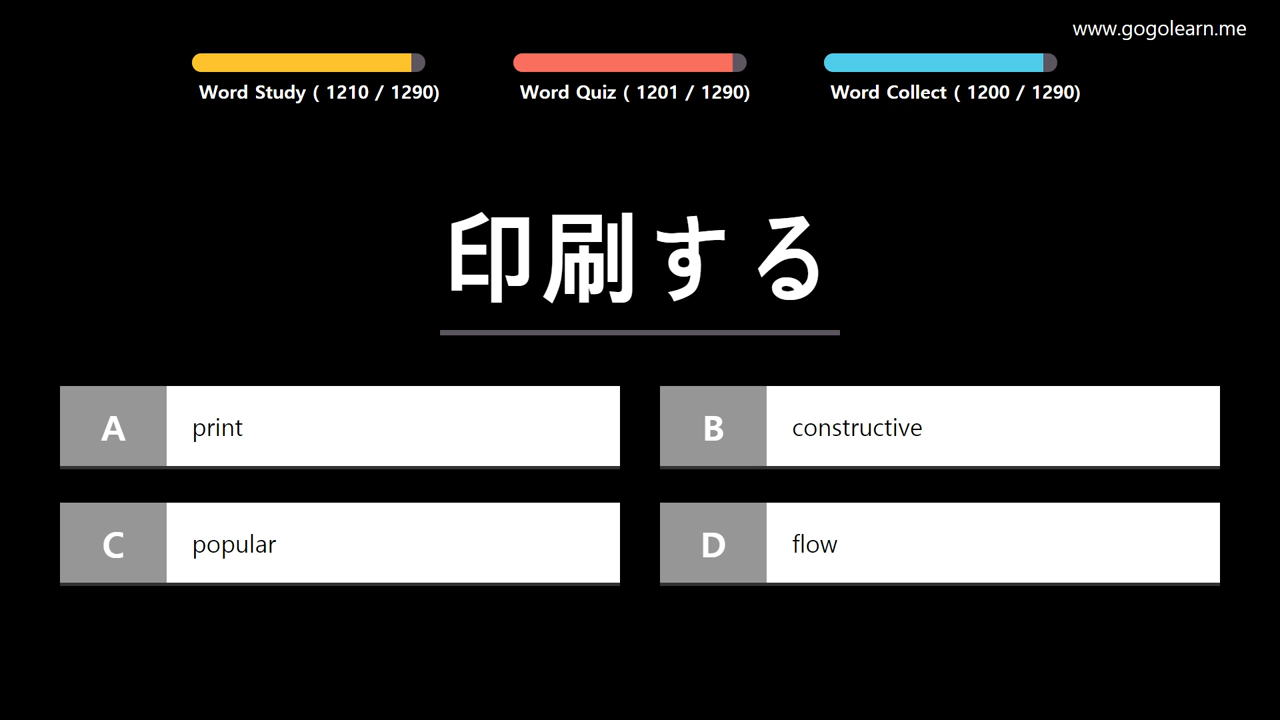 www.gogolearn.me
Word Study ( 1210 / 1290)
Word Quiz ( 1201 / 1290)
Word Collect ( 1200 / 1290)
印刷する
A print
B constructive
C popular
D flow